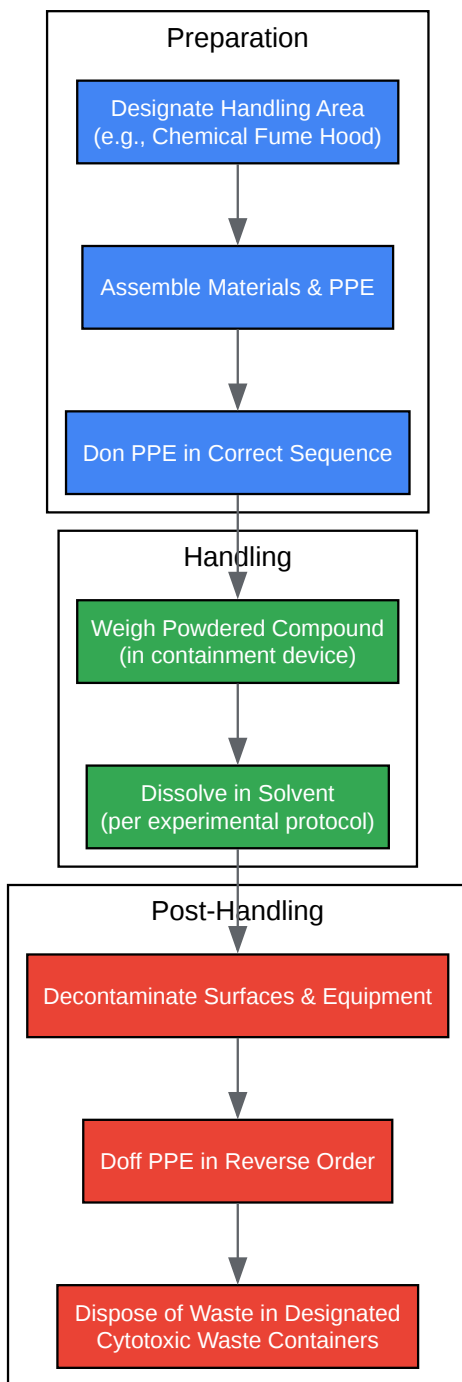 Preparation
Designate Handling Area
(e.g., Chemical Fume Hood)
Assemble Materials & PPE
Don PPE in Correct Sequence
Handling
Weigh Powdered Compound
(in containment device)
Dissolve in Solvent
(per experimental protocol)
Post-Handling
Decontaminate Surfaces & Equipment
Doff PPE in Reverse Order
Dispose of Waste in Designated
Cytotoxic Waste Containers